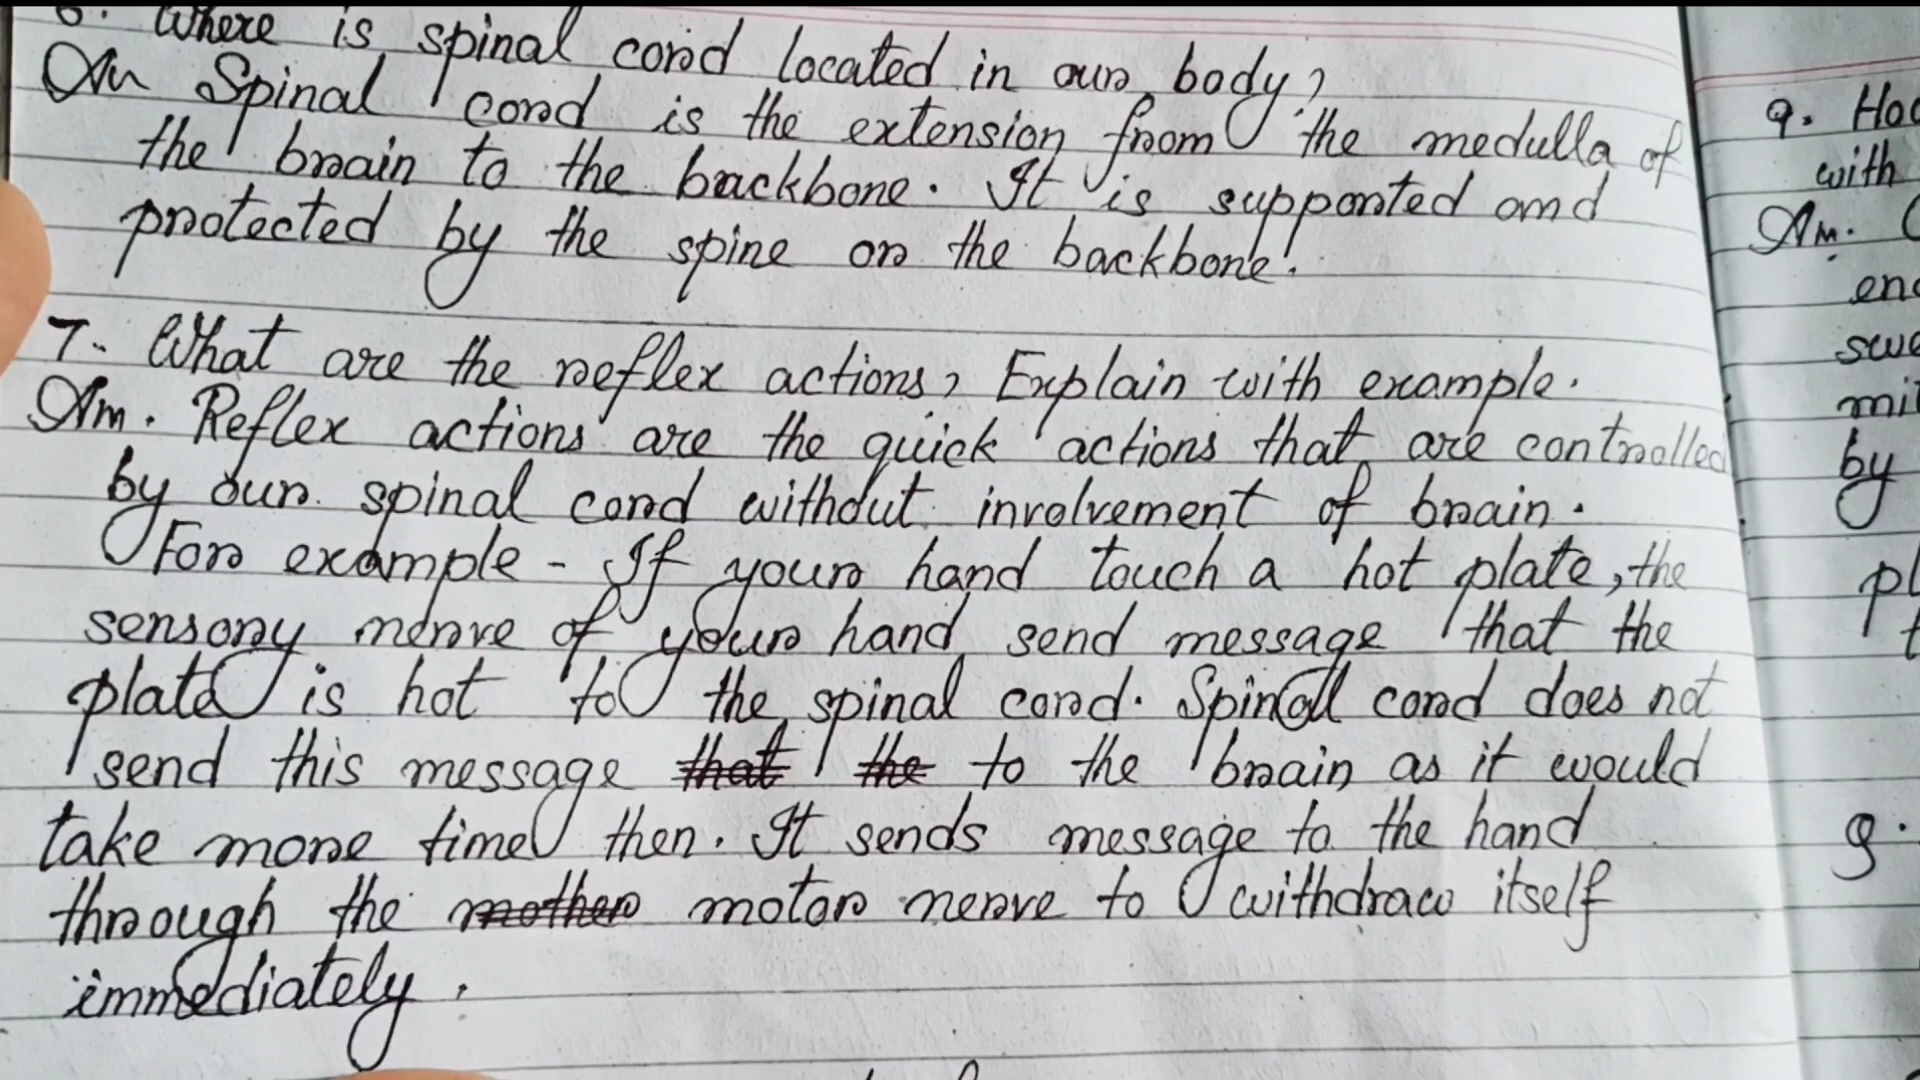 6. Where is spinal cord located in our body?
Ans Spinal cord is the extension from the medulla of
the brain to the backbone. It is supported and
protected by the spine or the backbone.
7. What are the reflex actions? Explain with example.
Ans. Reflex actions are the quick actions that are controlled
by our spinal cord without involvement of brain.
For example - If your hand touch a hot plate, the
sensory nerve of your hand send message that the
plate is hot to the spinal cord. Spinal cord does not
send this message that the to the brain as it would
take more time then. It sends message to the hand
through the mother motor nerve to withdraw itself
immediately.
9.
with
Ans.
by
9.